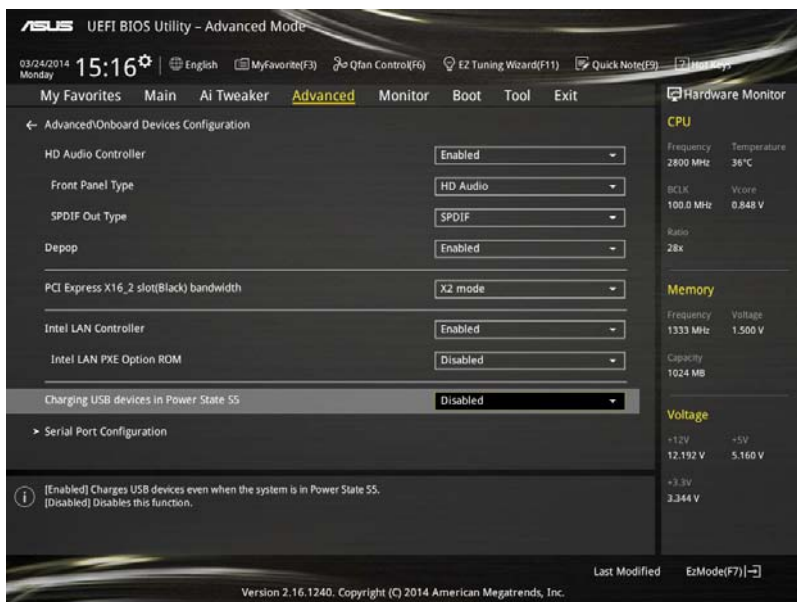 ASUS UEFI BIOS Utility – Advanced Mode
03/24/2014 Monday 15:16 English MyFavorite(F3) Qfan Control(F6) EZ Tuning Wizard(F11) Quick Note(F9) ? Hot Keys
My Favorites Main Ai Tweaker Advanced Monitor Boot Tool Exit
Hardware Monitor
← Advanced\Onboard Devices Configuration
HD Audio Controller Enabled
Front Panel Type HD Audio
SPDIF Out Type SPDIF
Depop Enabled
PCI Express X16_2 slot(Black) bandwidth X2 mode
Intel LAN Controller Enabled
Intel LAN PXE Option ROM Disabled
Charging USB devices in Power State S5 Disabled
> Serial Port Configuration
[Enabled] Charges USB devices even when the system is in Power State S5.
[Disabled] Disables this function.
CPU
Frequency Temperature
2800 MHz 36°C
BCLK Vcore
100.0 MHz 0.848 V
Ratio
28x
Memory
Frequency Voltage
1333 MHz 1.500 V
Capacity
1024 MB
Voltage
+12V +5V
12.192 V 5.160 V
+3.3V
3.344 V
Last Modified EzMode(F7)
Version 2.16.1240. Copyright (C) 2014 American Megatrends, Inc.